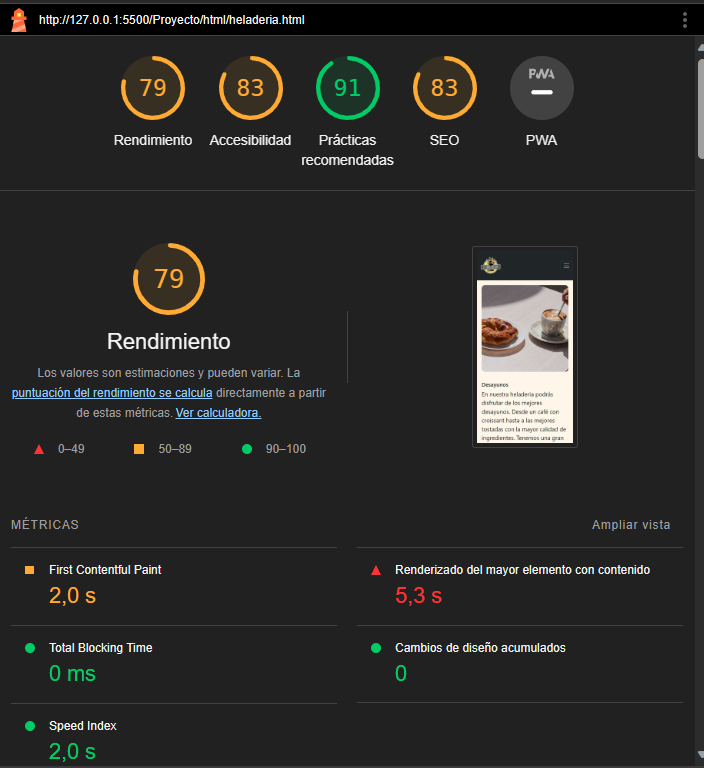 http://127.0.0.1:5500/Proyecto/html/heladeria.html
79
83
91
83
PWA
Rendimiento
Accesibilidad
Prácticas
recomendadas
SEO
PWA
79
Rendimiento
Los valores son estimaciones y pueden variar. La
puntuación del rendimiento se calcula directamente a partir
de estas métricas. Ver calculadora.
0–49
50–89
90–100
Desayunos
En nuestra heladería podrás
disfrutar de los mejores
desayunos. Desde un café con
croissant hasta a las mejores
tostadas con la mayor calidad de
ingredientes. Tenemos una gran
MÉTRICAS
Ampliar vista
First Contentful Paint
2,0 s
Renderizado del mayor elemento con contenido
5,3 s
Total Blocking Time
0 ms
Cambios de diseño acumulados
0
Speed Index
2,0 s